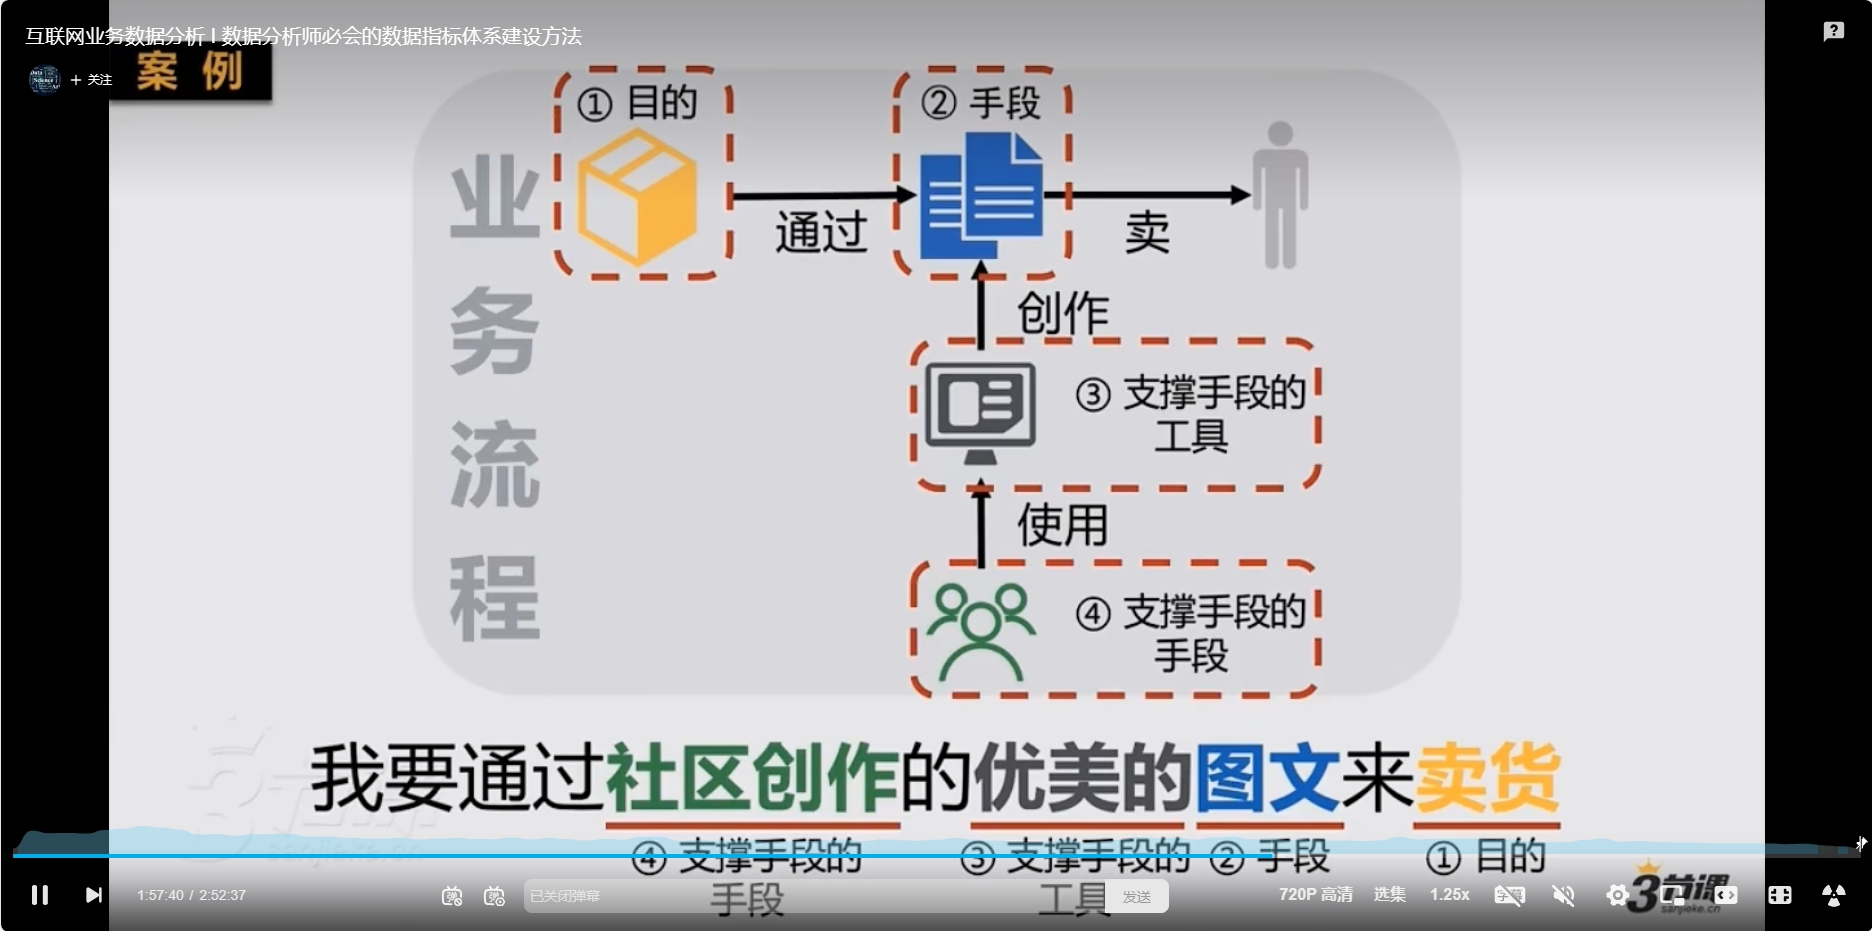 互联网业务数据分析 | 数据分析师必会的数据指标体系建设方法
+ 关注
案 例
① 目的
② 手段
通过
卖
业务流程
创作
③ 支撑手段的
工具
使用
④ 支撑手段的
手段
我要通过社区创作的优美的图文来卖货
④ 支撑手段的
手段
③ 支撑手段的
工具
② 手段
① 目的
1:57:40 / 2:52:37
已关闭弹幕
发送
720P 高清
选集
1.25x
3节课
sanjieke.cn